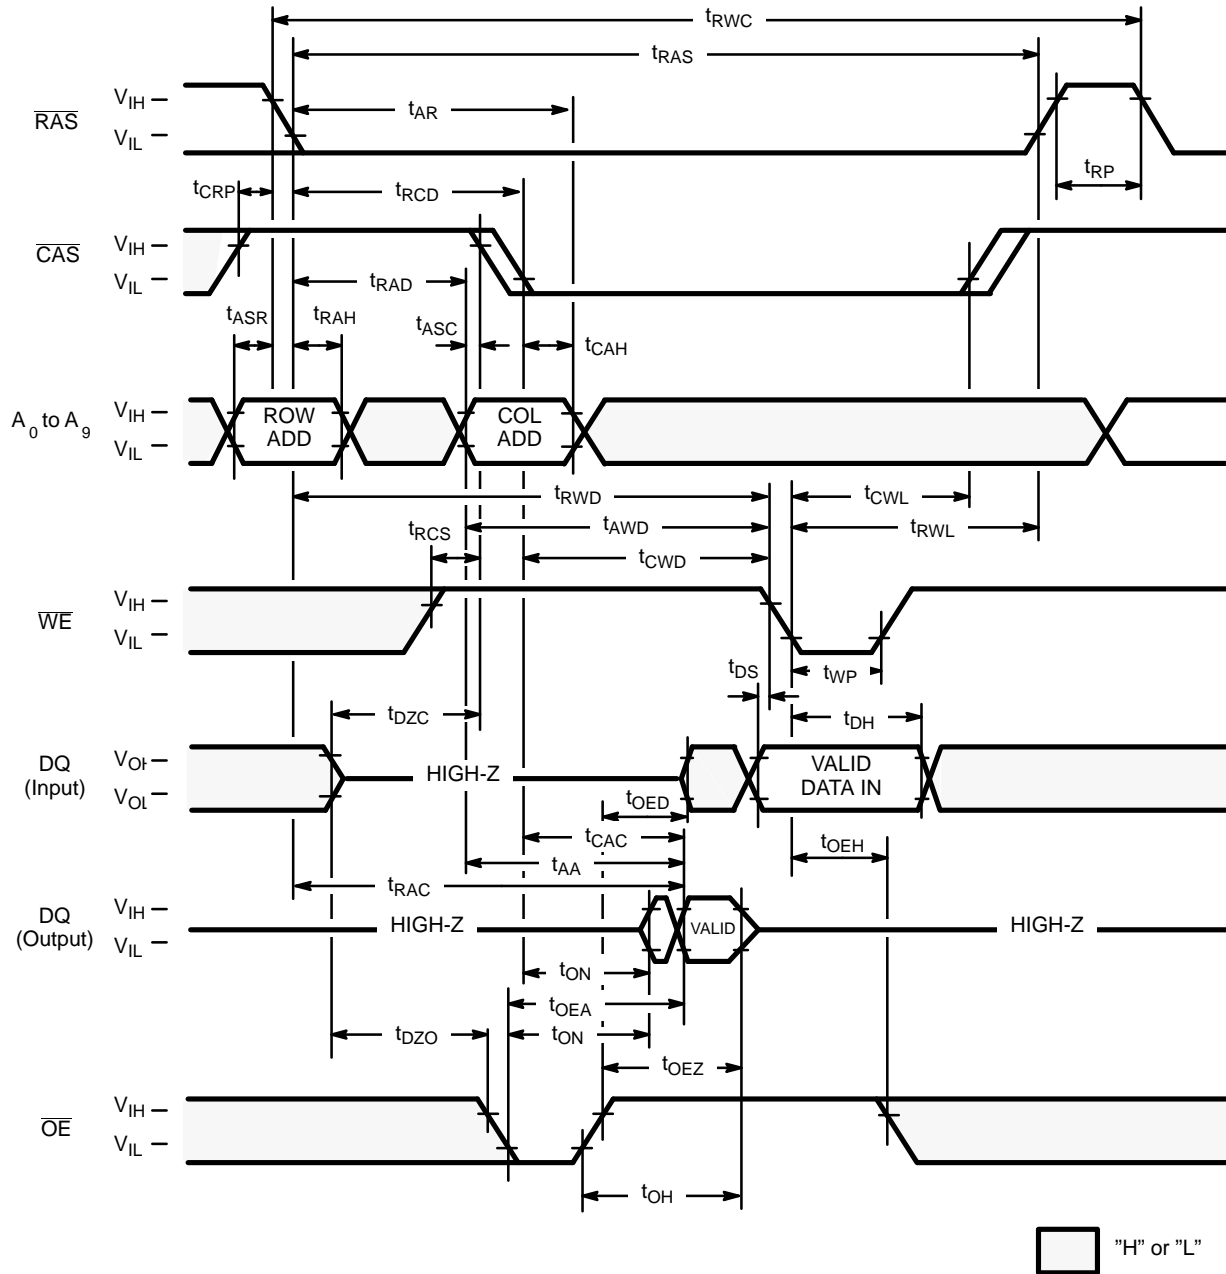 tRWC
tRAS
tAR
RAS
VIH
VIL
tRP
tCRP
tRCD
CAS
VIH
VIL
tRAD
tASR
tRAH
tASC
tCAH
A0 to A9
VIH
VIL
ROW
ADD
COL
ADD
tRWD
tCWL
tAWD
tRWL
tRCS
tCWD
WE
VIH
VIL
tDS
tWP
tDZC
tDH
DQ
(Input)
VOH
VOL
HIGH-Z
VALID
DATA IN
tOED
tCAC
tOEH
tAA
tRAC
DQ
(Output)
VIH
VIL
HIGH-Z
VALID
HIGH-Z
tON
tOEA
tDZO
tON
tOEZ
OE
VIH
VIL
tOH
”H” or ”L”